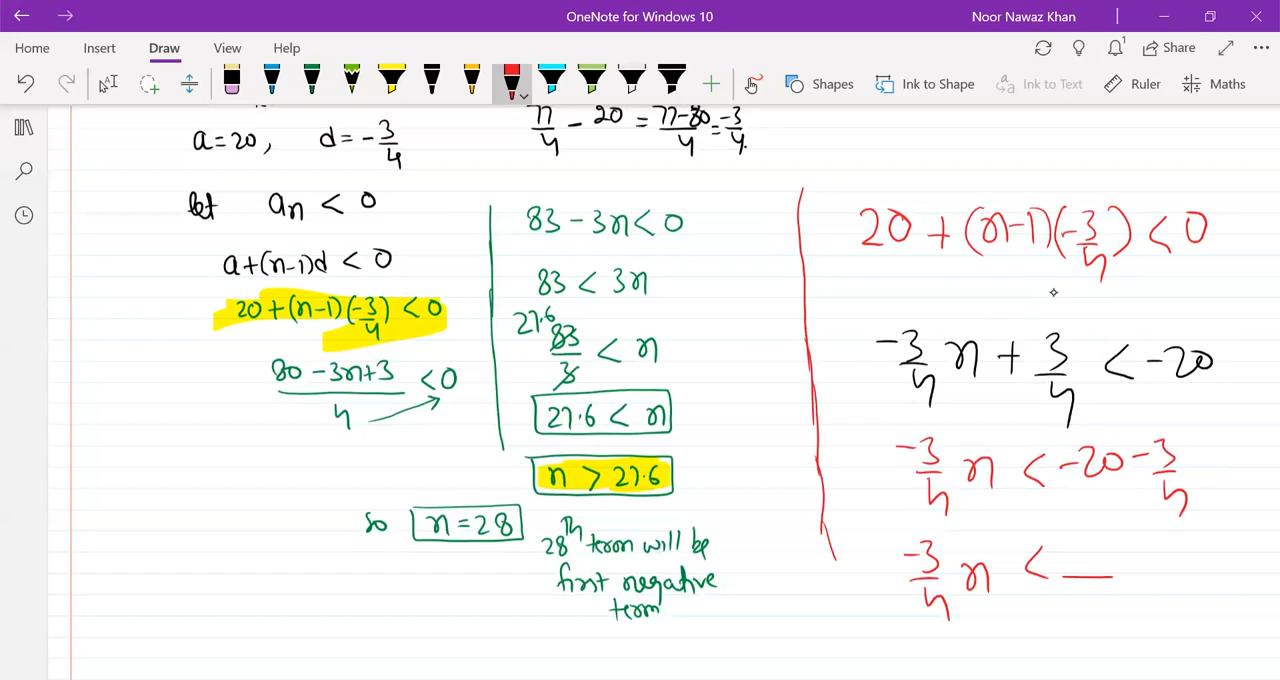 OneNote for Windows 10
Noor Nawaz Khan
Home Insert Draw View Help
1
Share
Shapes
Ink to Shape
Ink to Text
Ruler
Maths
a=20, d=-3/4
77/4 - 20 = 77-80/4 = -3/4.
let an < 0
a+(n-1)d < 0
20+(n-1)(-3/4) < 0
80-3n+3/4 < 0
83-3n<0
83 < 3n
27.6
83/3 < n
27.6 < n
n > 27.6
so n=28
28th term will be
first negative
term
20+(n-1)(-3/4) < 0
-3/4 n + 3/4 < -20
-3/4 n < -20-3/4
-3/4 n < __